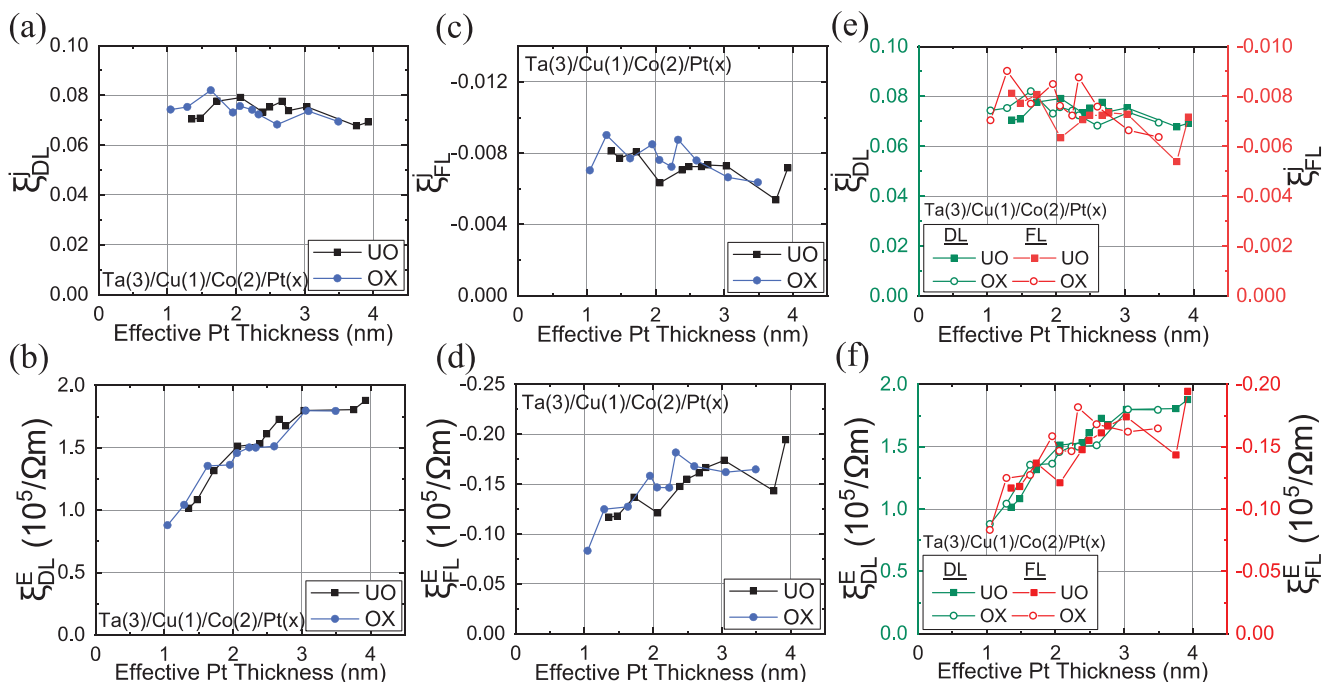 (a)
0.10
0.08
0.06
0.04
0.02
0.00
ξ^j_DL
UO
OX
Ta(3)/Cu(1)/Co(2)/Pt(x)
0 1 2 3 4
Effective Pt Thickness (nm)
(c)
Ta(3)/Cu(1)/Co(2)/Pt(x)
-0.012
-0.008
-0.004
0.000
ξ^j_FL
UO
OX
0 1 2 3 4
Effective Pt Thickness (nm)
(e)
0.10
0.08
0.06
0.04
0.02
0.00
ξ^j_DL
-0.010
-0.008
-0.006
-0.004
-0.002
0.000
ξ^j_FL
Ta(3)/Cu(1)/Co(2)/Pt(x)
DL FL
UO UO
OX OX
0 1 2 3 4
Effective Pt Thickness (nm)
(b)
2.0
1.5
1.0
0.5
0.0
ξ^E_DL (10^5/Ωm)
UO
OX
Ta(3)/Cu(1)/Co(2)/Pt(x)
0 1 2 3 4
Effective Pt Thickness (nm)
(d)
-0.25
-0.20
-0.15
-0.10
-0.05
0.00
ξ^E_FL (10^5/Ωm)
Ta(3)/Cu(1)/Co(2)/Pt(x)
UO
OX
0 1 2 3 4
Effective Pt Thickness (nm)
(f)
2.0
1.5
1.0
0.5
0.0
ξ^E_DL (10^5/Ωm)
-0.20
-0.15
-0.10
-0.05
0.00
ξ^E_FL (10^5/Ωm)
Ta(3)/Cu(1)/Co(2)/Pt(x)
DL FL
UO UO
OX OX
0 1 2 3 4
Effective Pt Thickness (nm)